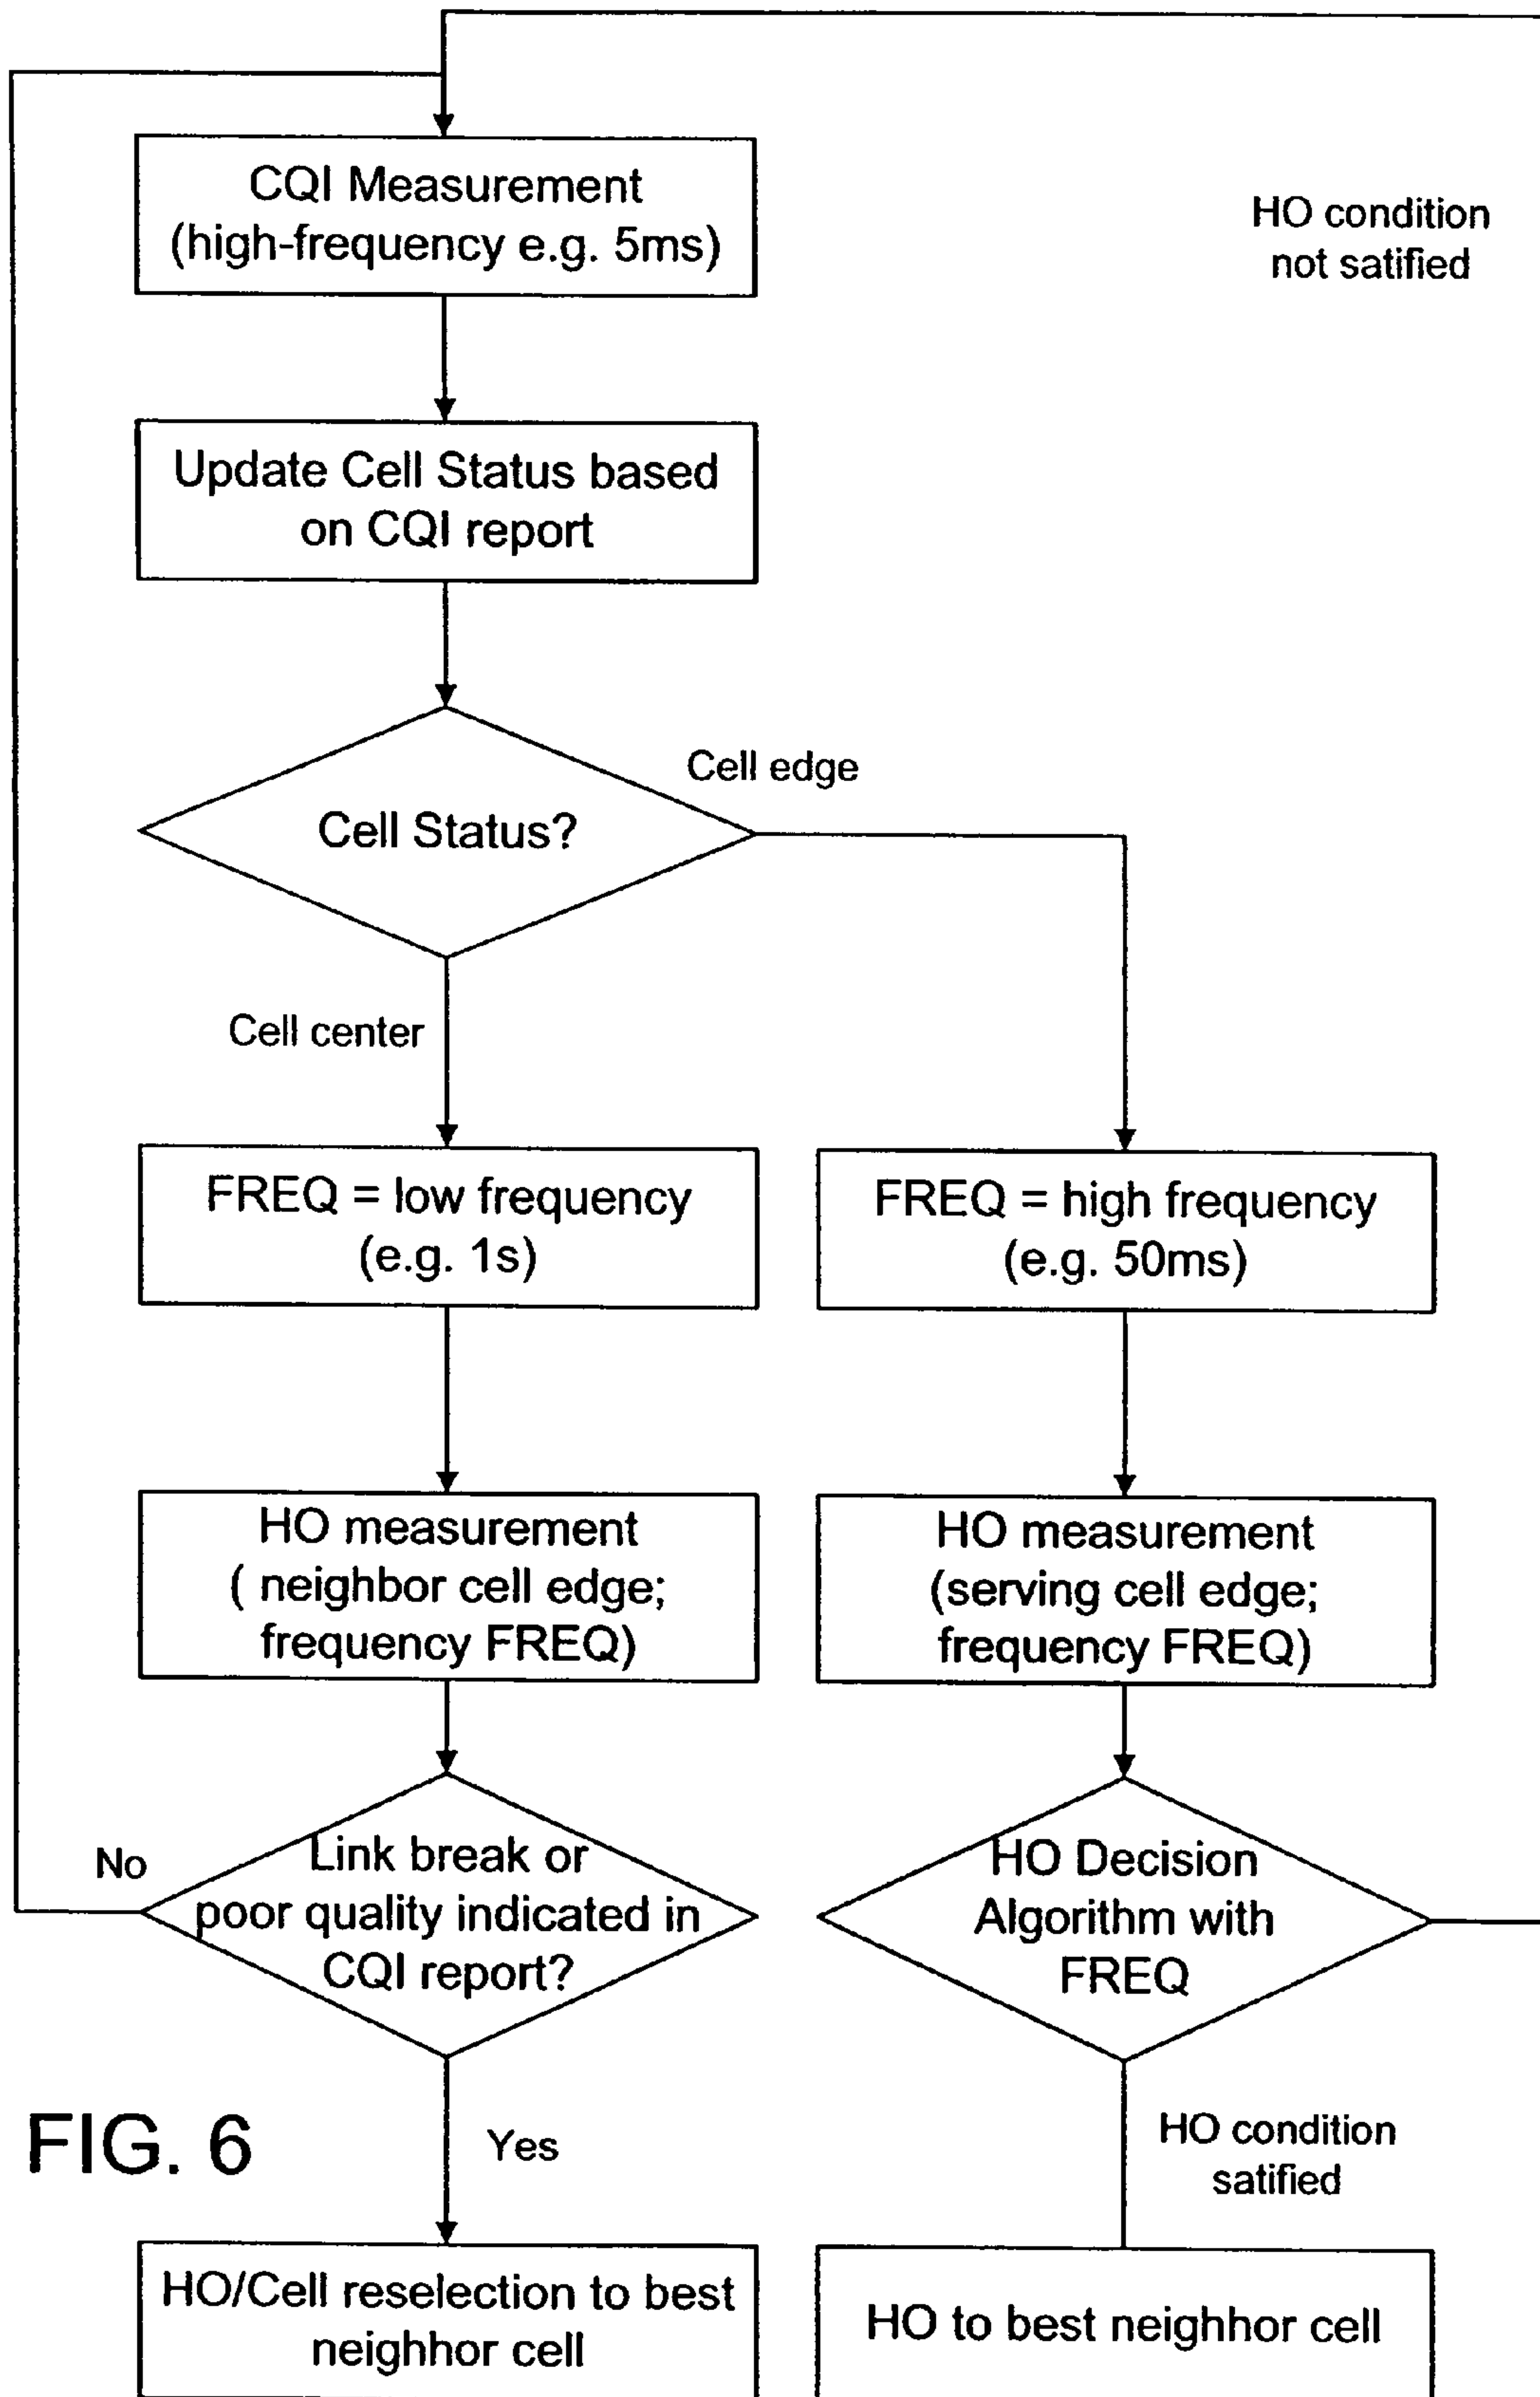 CQI Measurement
(high-frequency e.g. 5ms)
HO condition
not satified
Update Cell Status based
on CQI report
Cell edge
Cell Status?
Cell center
FREQ = low frequency
(e.g. 1s)
FREQ = high frequency
(e.g. 50ms)
HO measurement
( neighbor cell edge;
frequency FREQ)
HO measurement
(serving cell edge;
frequency FREQ)
No
Link break or
poor quality indicated in
CQI report?
HO Decision
Algorithm with
FREQ
FIG. 6
Yes
HO condition
satified
HO/Cell reselection to best
neighhor cell
HO to best neighhor cell